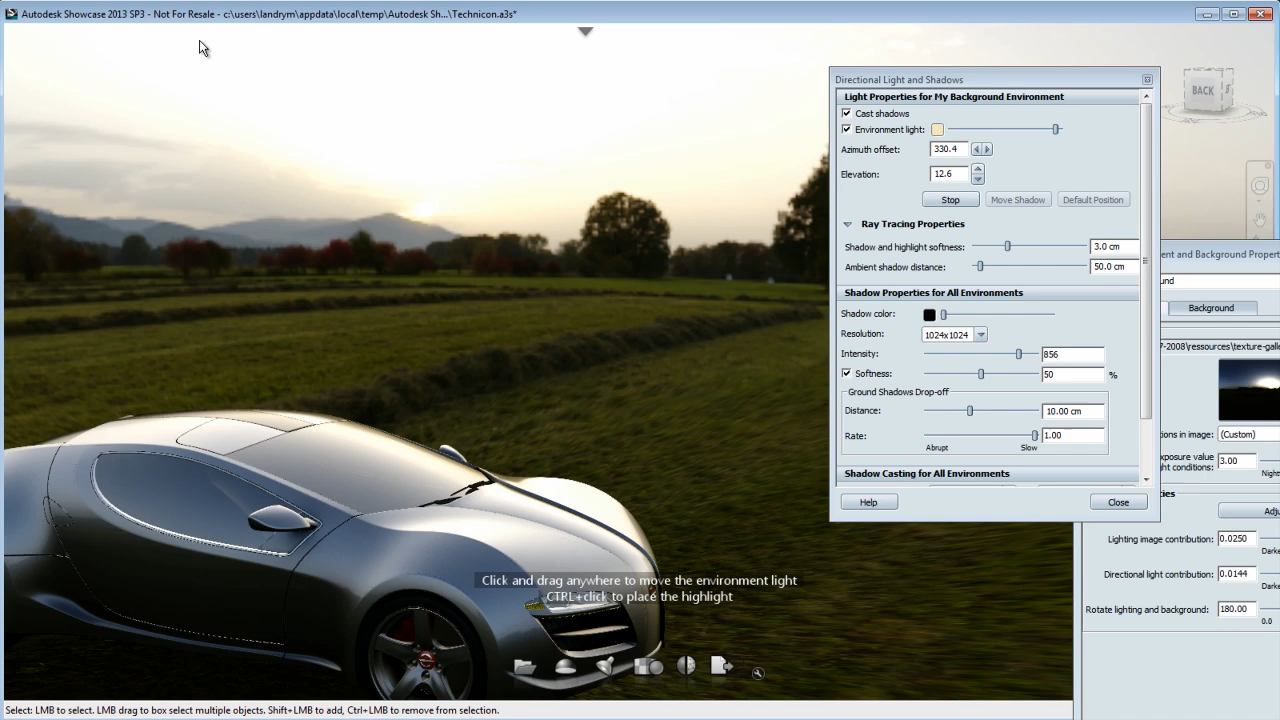 Autodesk Showcase 2013 SP3 - Not For Resale - c:\users\landrym\appdata\local\temp\Autodesk Sh...\Technicon.a3s*
BACK
Directional Light and Shadows
Light Properties for My Background Environment
Cast shadows
Environment light:
Azimuth offset: 330.4
Elevation: 12.6
Stop Move Shadow Default Position
Ray Tracing Properties
Shadow and highlight softness: 3.0 cm
Ambient shadow distance: 50.0 cm
Shadow Properties for All Environments
Shadow color:
Resolution: 1024x1024
Intensity: 856
Softness: 50 %
Ground Shadows Drop-off
Distance: 10.00 cm
Rate: 1.00
Abrupt Slow
Shadow Casting for All Environments
Help Close
ent and Background Propert
und
Background
7-2008\ressources\texture-galle
ions in image: (Custom)
xposure value
ght conditions: 3.00
Night
ties
Adju
Lighting image contribution: 0.0250
Darke
Directional light contribution: 0.0144
Darke
Rotate lighting and background: 180.00
0.0
Click and drag anywhere to move the environment light
CTRL+click to place the highlight
Select: LMB to select. LMB drag to box select multiple objects. Shift+LMB to add, Ctrl+LMB to remove from selection.